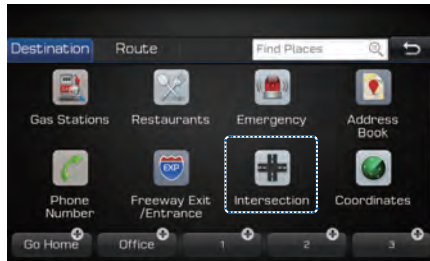 Destination Route Find Places
Gas Stations Restaurants Emergency Address
Book
EXP
Phone Freeway Exit Intersection Coordinates
Number /Entrance
Go Home Office 1 2 3